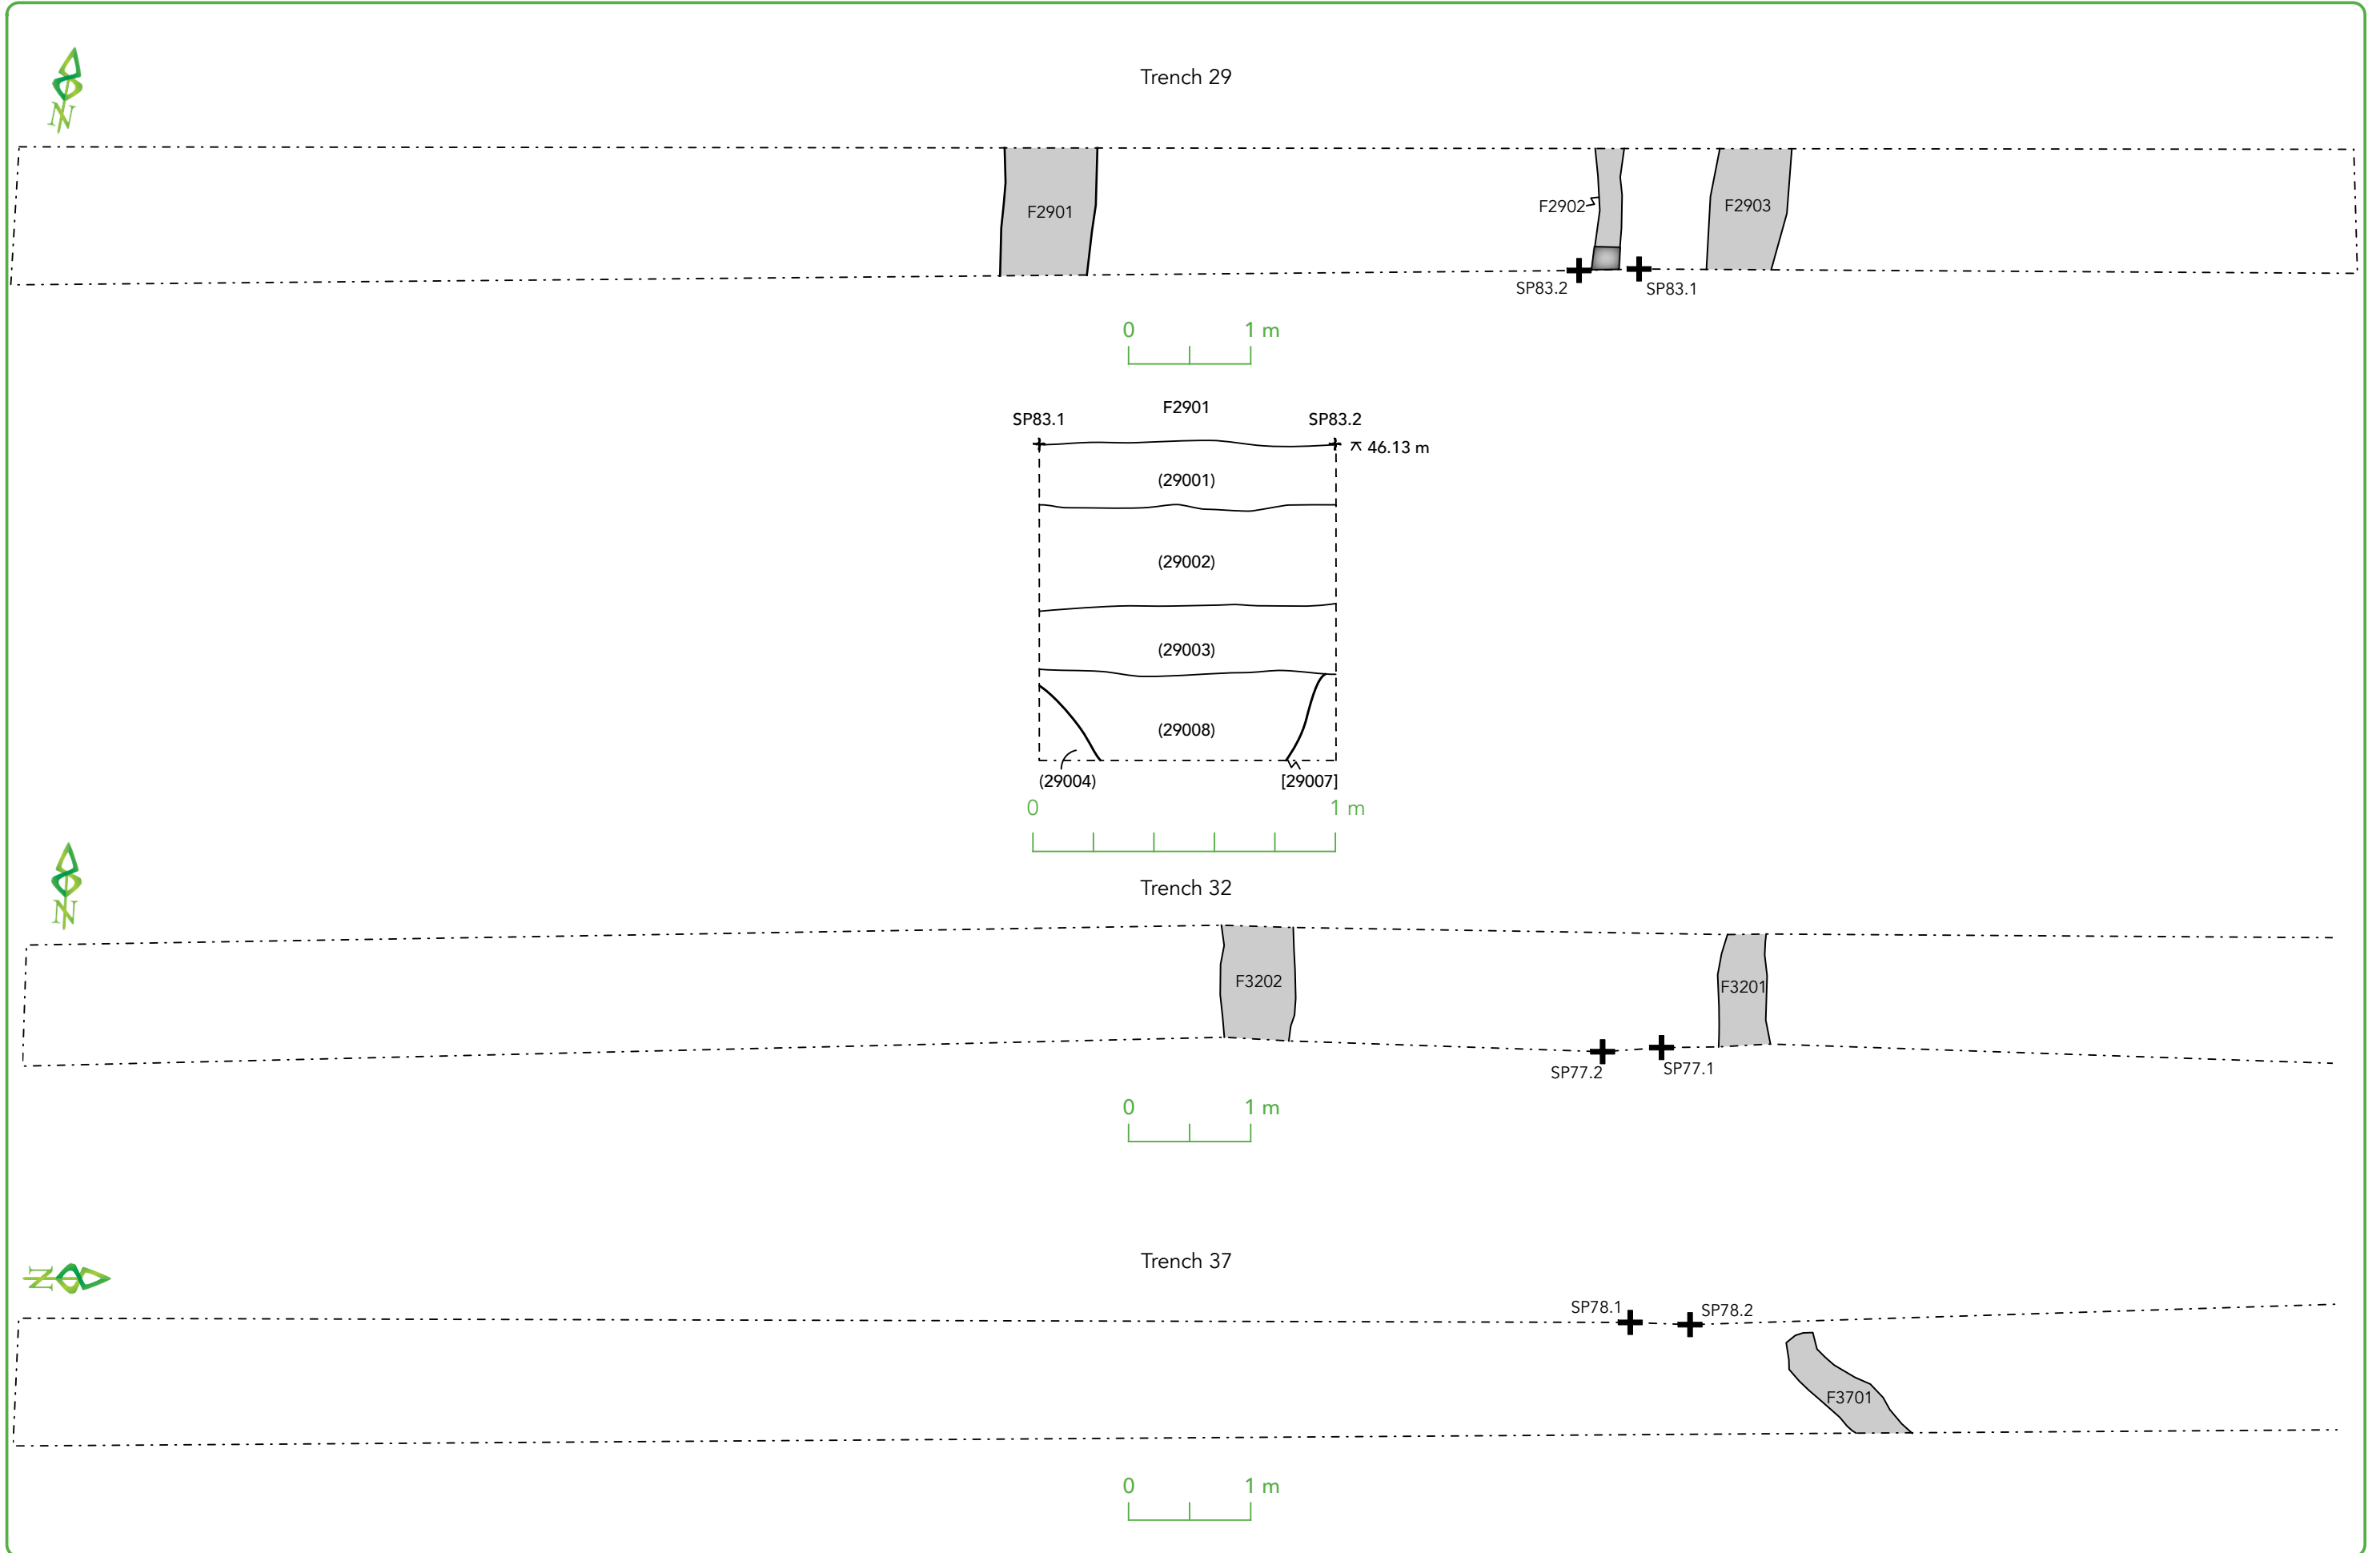 Trench 29
N
F2901
F2902
F2903
SP83.2
SP83.1
0 1 m
F2901
SP83.1
SP83.2
46.13 m
(29001)
(29002)
(29003)
(29008)
(29004)
[29007]
0 1 m
N
Trench 32
F3202
F3201
SP77.2
SP77.1
0 1 m
Trench 37
N
SP78.1
SP78.2
F3701
0 1 m